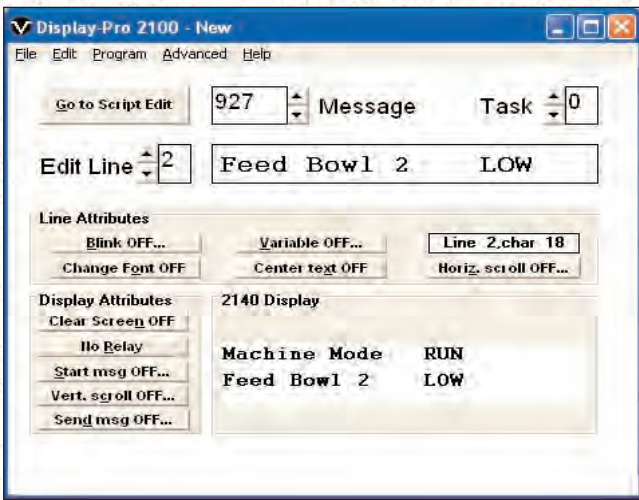 Display-Pro 2100 - New
File Edit Program Advanced Help
Go to Script Edit 927 Message Task 0
Edit Line 2 Feed Bowl 2 LOW
Line Attributes
Blink OFF... Variable OFF... Line 2,char 18
Change Font OFF Center text OFF Horiz. scroll OFF...
Display Attributes 2140 Display
Clear Screen OFF
No Relay
Machine Mode RUN
Start msg OFF...
Feed Bowl 2 LOW
Vert. scroll OFF...
Send msg OFF...